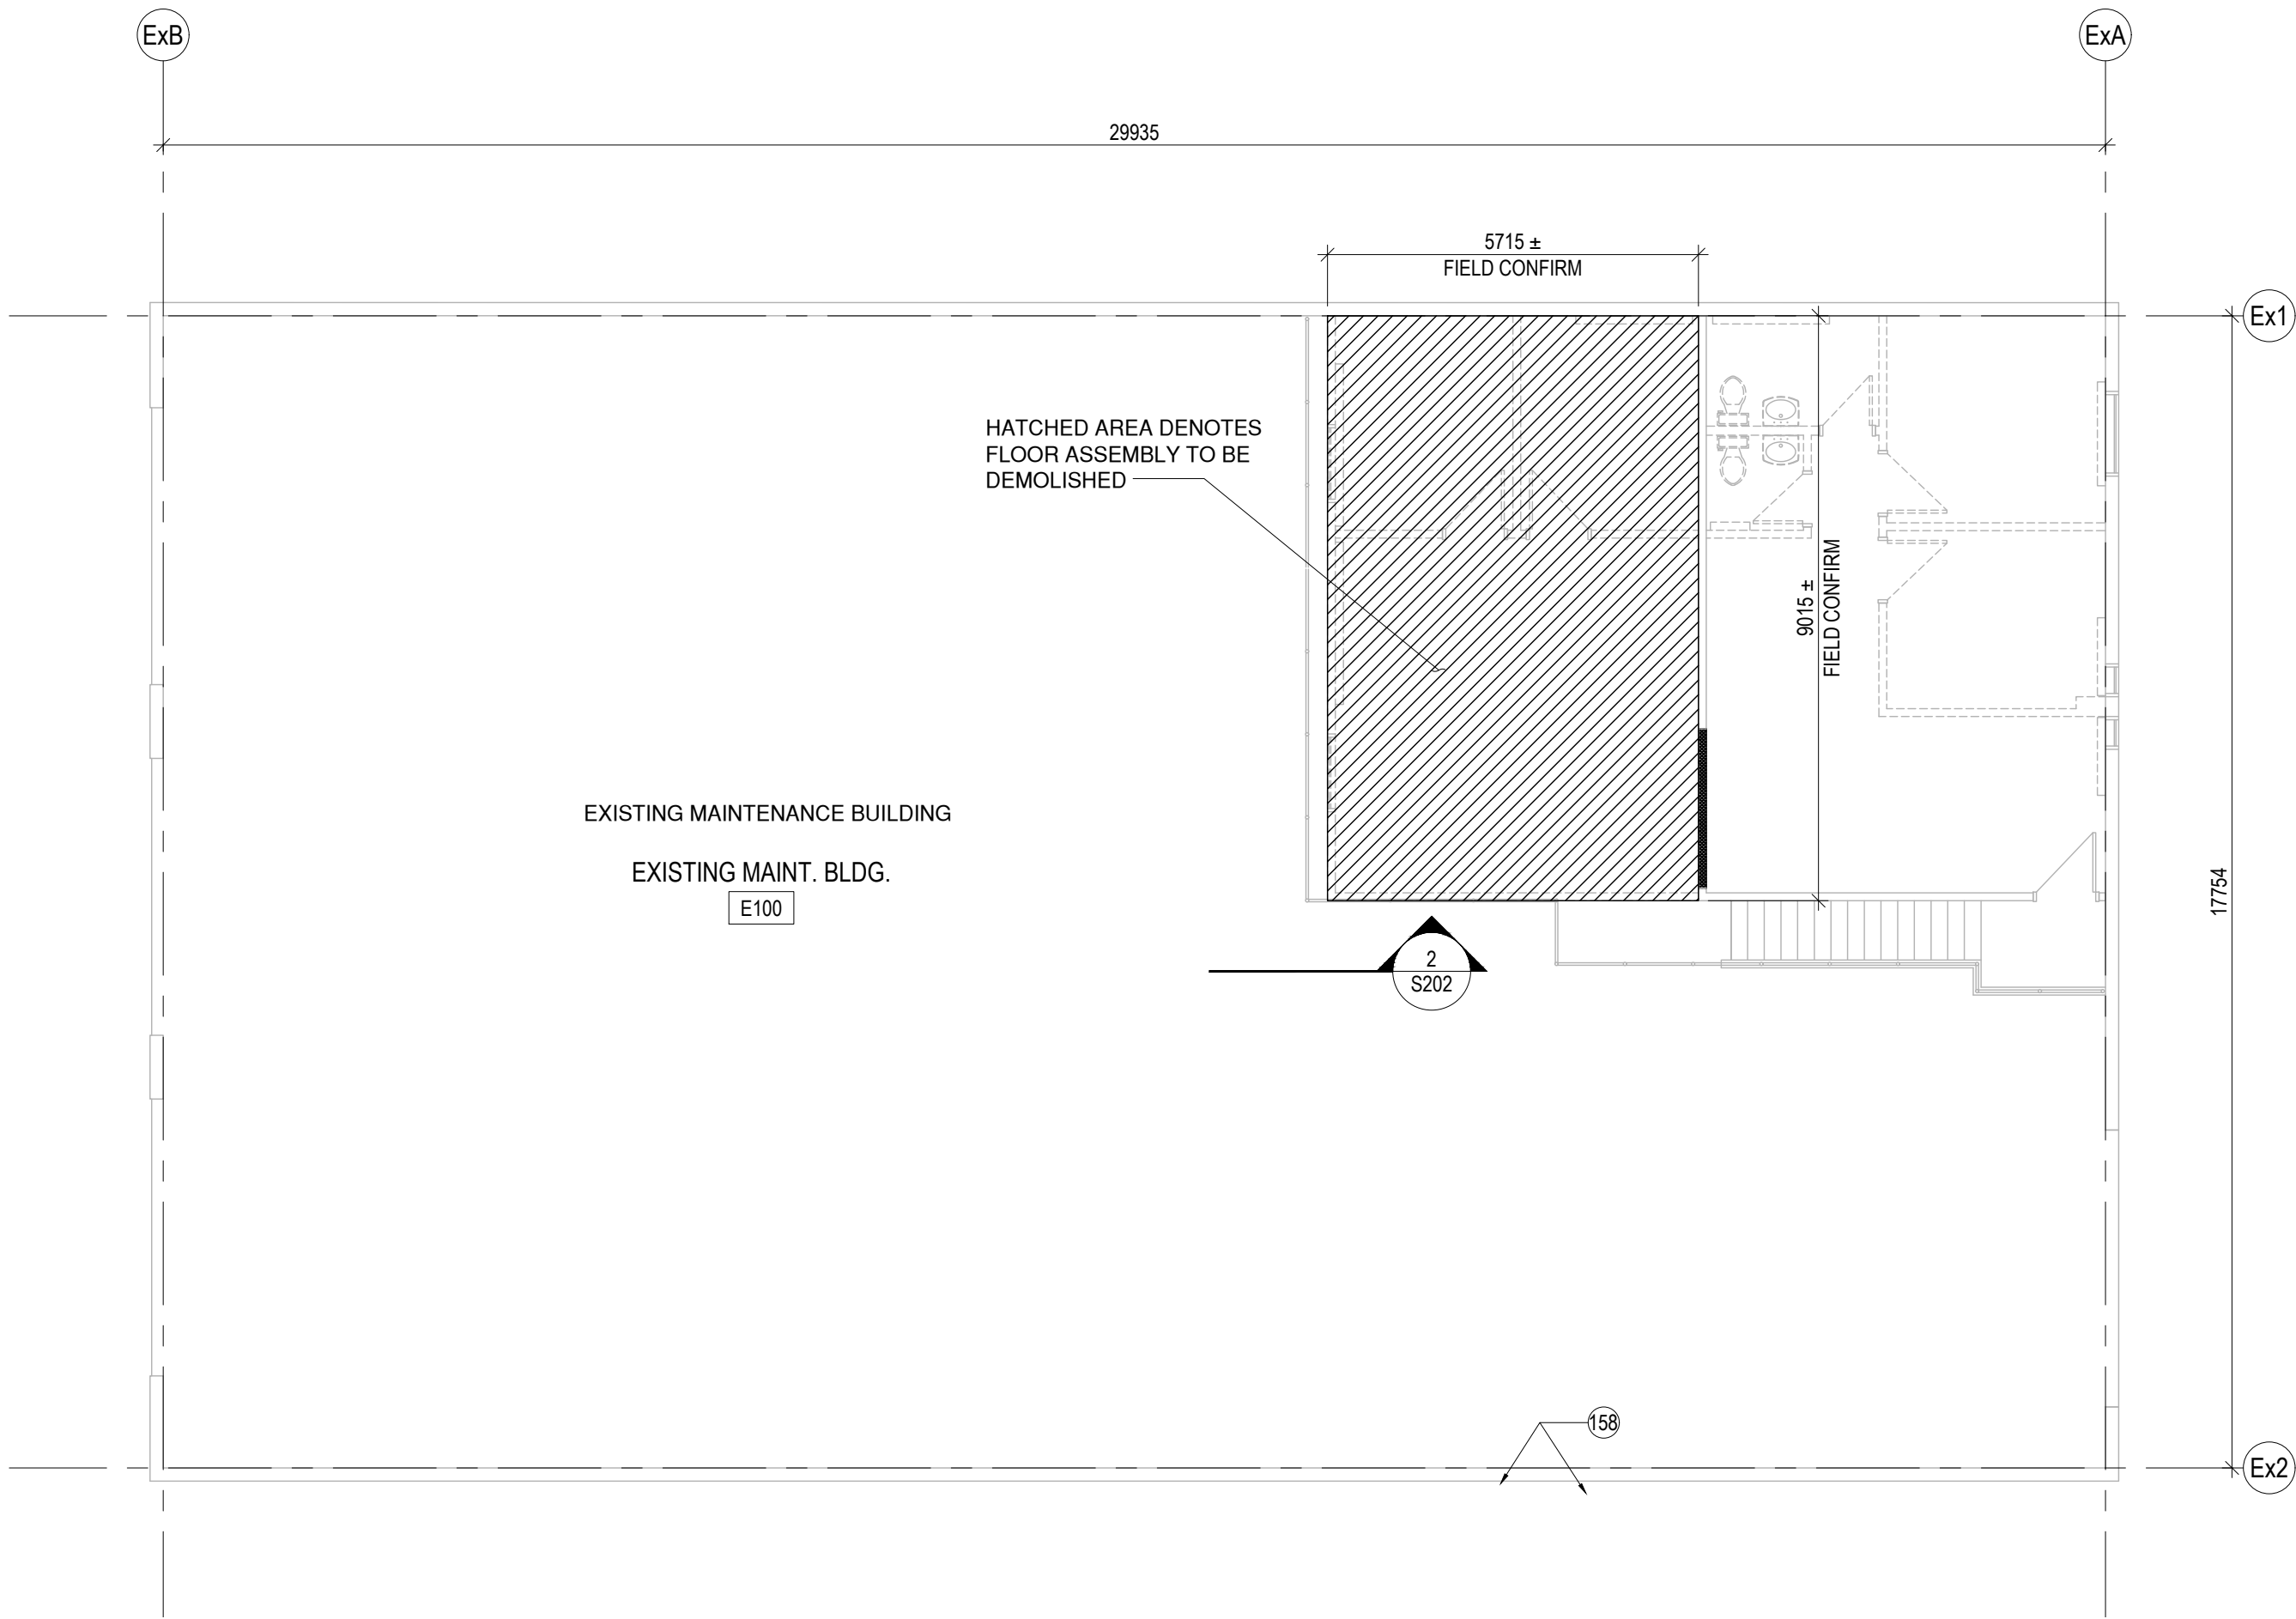 ExB
ExA
29935
5715 ±
FIELD CONFIRM
Ex1
HATCHED AREA DENOTES
FLOOR ASSEMBLY TO BE
DEMOLISHED
9015 ±
FIELD CONFIRM
EXISTING MAINTENANCE BUILDING
EXISTING MAINT. BLDG.
E100
17754
2
S202
158
Ex2